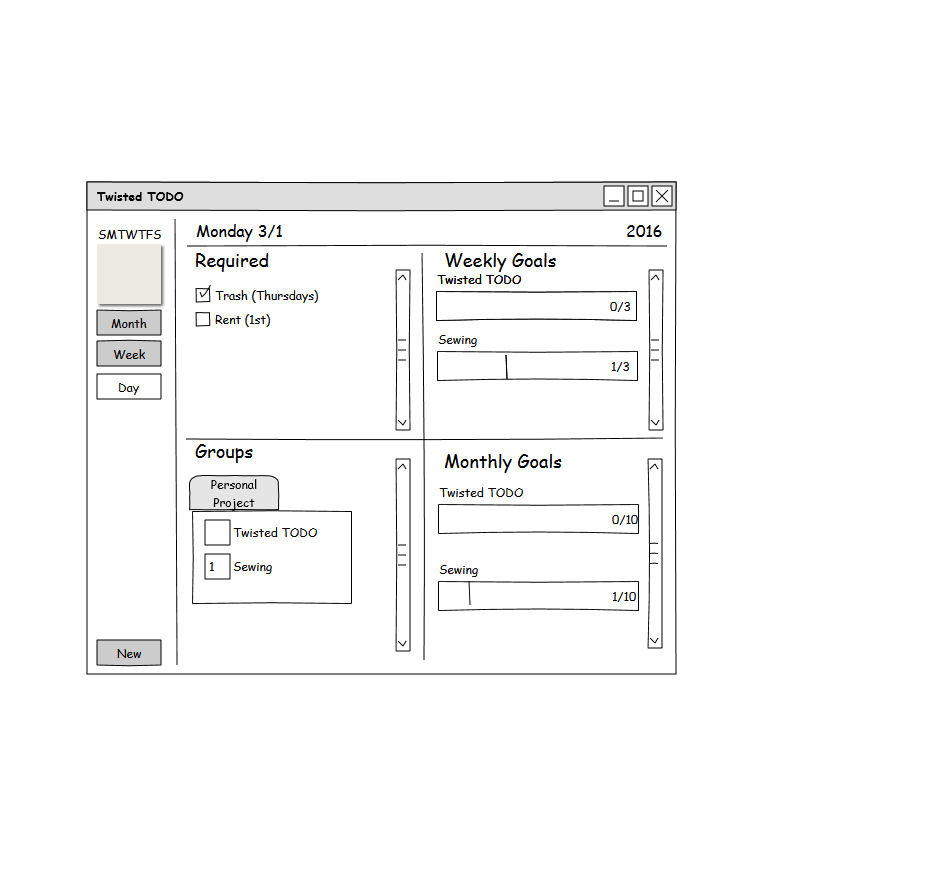 Twisted TODO
SMTWTFS
Month
Week
Day
New
Monday 3/1
2016
Required
Trash (Thursdays)
Rent (1st)
Weekly Goals
Twisted TODO
0/3
Sewing
1/3
Groups
Personal
Project
Twisted TODO
1 Sewing
Monthly Goals
Twisted TODO
0/10
Sewing
1/10